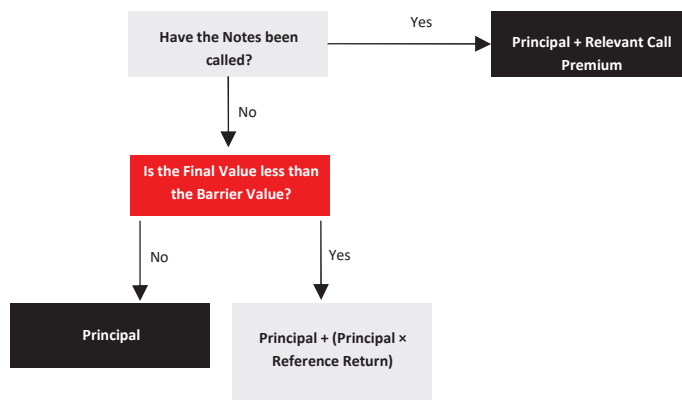 Have the Notes been
called?
Yes
Principal + Relevant Call
Premium
No
Is the Final Value less than
the Barrier Value?
No
Yes
Principal
Principal + (Principal ×
Reference Return)